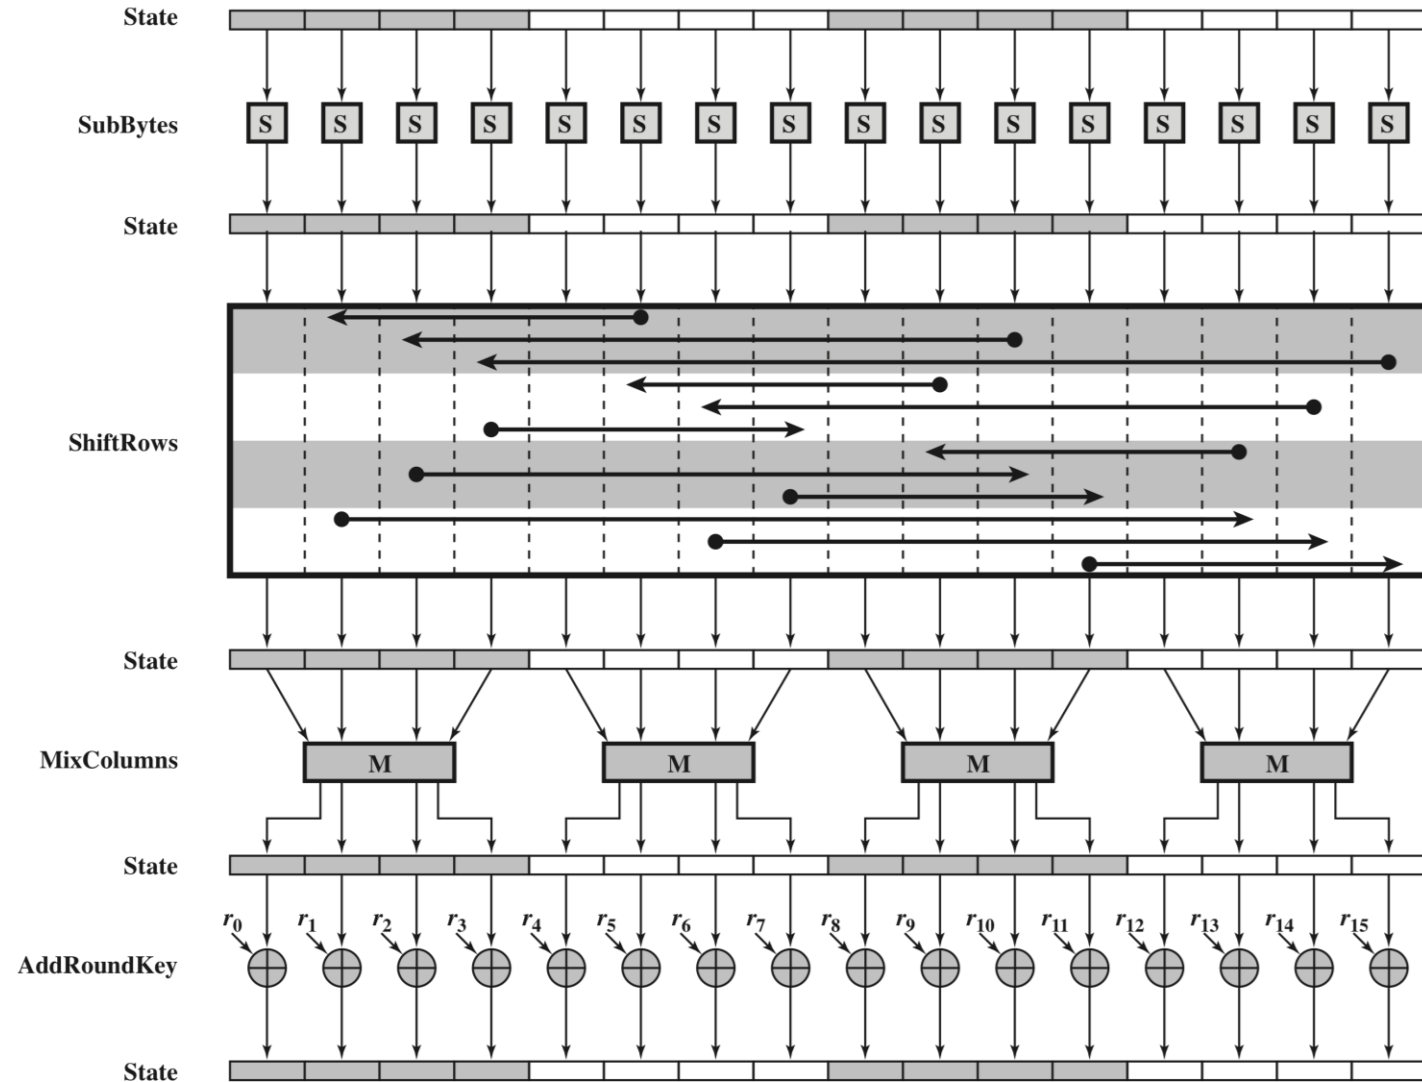 State
SubBytes
S S S S S S S S S S S S S S S S
State
ShiftRows
State
MixColumns
M M M M
State
r0 r1 r2 r3 r4 r5 r6 r7 r8 r9 r10 r11 r12 r13 r14 r15
AddRoundKey
State